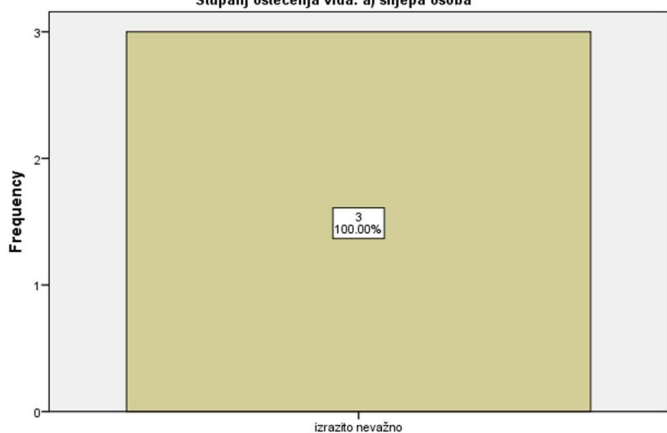 Stupanj oštećenja vida: a) slijepa osoba
3
2
1
0
Frequency
3
100.00%
izrazito nevažno